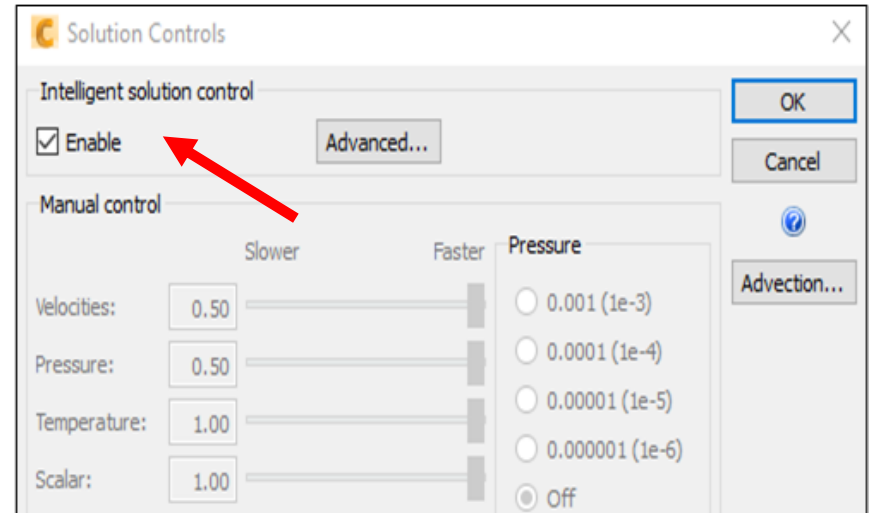 Solution Controls
Intelligent solution control
OK
Enable
Advanced...
Cancel
Manual control
Slower
Faster
Pressure
Advection...
Velocities:
0.50
0.001 (1e-3)
Pressure:
0.50
0.0001 (1e-4)
Temperature:
1.00
0.00001 (1e-5)
0.000001 (1e-6)
Scalar:
1.00
Off